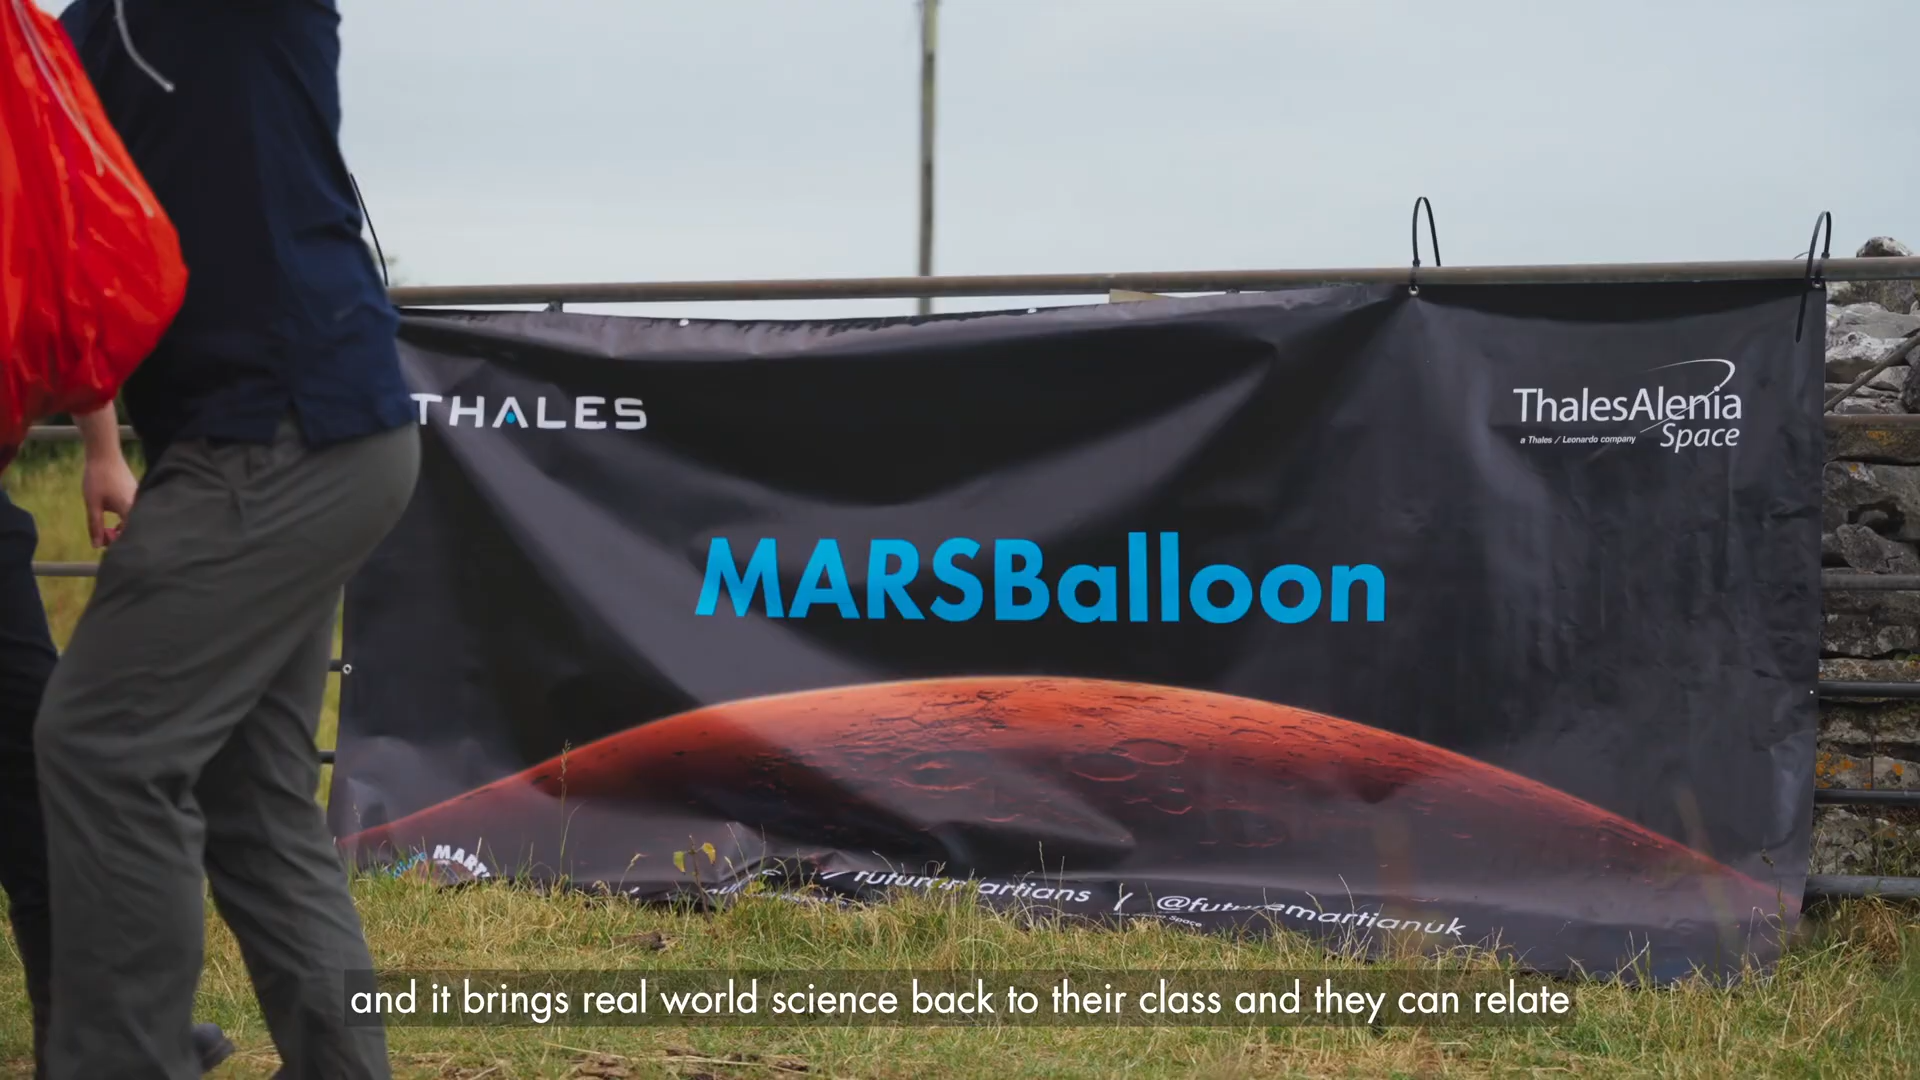 THALES
ThalesAlenia
a Thales / Leonardo company Space
MARSBalloon
/ @futuremartianuk
and it brings real world science back to their class and they can relate